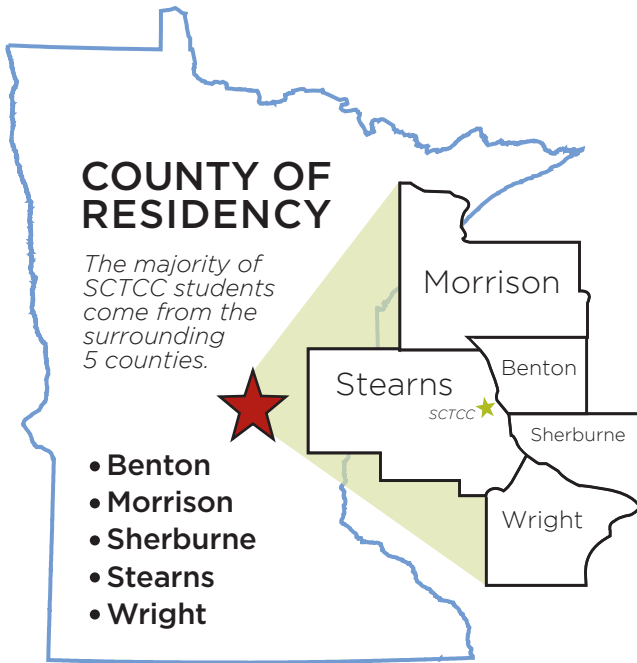 COUNTY OF
RESIDENCY
The majority of
SCTCC students
come from the
surrounding
5 counties.
• Benton
• Morrison
• Sherburne
• Stearns
• Wright
Morrison
Benton
Stearns
SCTCC
Sherburne
Wright